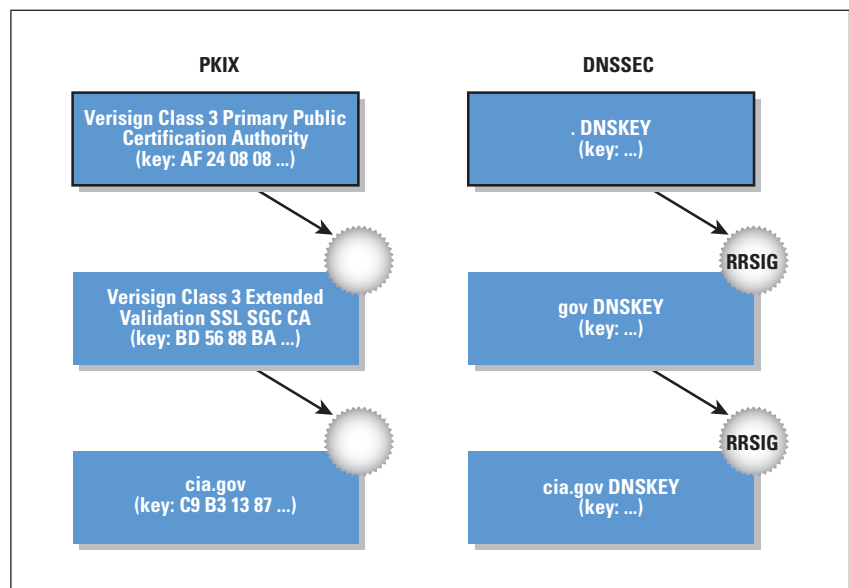 PKIX
Verisign Class 3 Primary Public
Certification Authority
(key: AF 24 08 08 ...)
Verisign Class 3 Extended
Validation SSL SGC CA
(key: BD 56 88 BA ...)
cia.gov
(key: C9 B3 13 87 ...)
DNSSEC
. DNSKEY
(key: ...)
RRSIG
gov DNSKEY
(key: ...)
RRSIG
cia.gov DNSKEY
(key: ...)